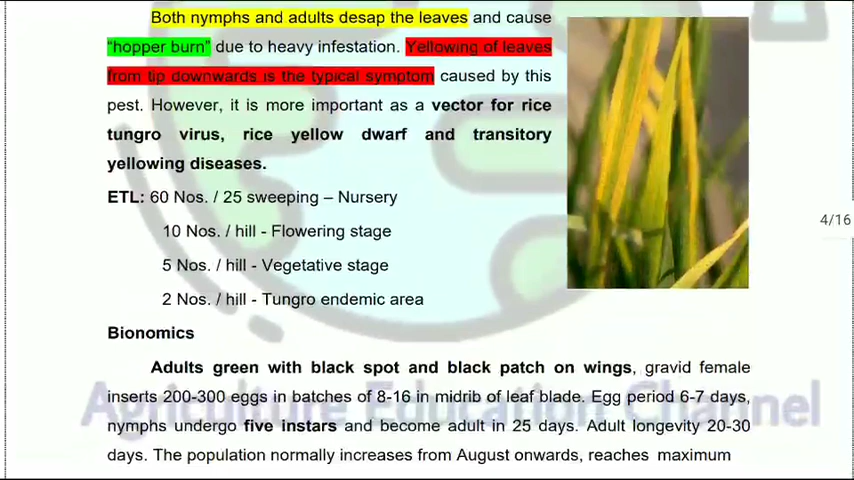 Both nymphs and adults desap the leaves and cause
“hopper burn” due to heavy infestation. Yellowing of leaves
from tip downwards is the typical symptom caused by this
pest. However, it is more important as a vector for rice
tungro virus, rice yellow dwarf and transitory
yellowing diseases.
ETL: 60 Nos. / 25 sweeping – Nursery
10 Nos. / hill - Flowering stage
5 Nos. / hill - Vegetative stage
2 Nos. / hill - Tungro endemic area
4/16
Bionomics
Adults green with black spot and black patch on wings, gravid female
inserts 200-300 eggs in batches of 8-16 in midrib of leaf blade. Egg period 6-7 days,
nymphs undergo five instars and become adult in 25 days. Adult longevity 20-30
days. The population normally increases from August onwards, reaches maximum
Agriculture Education Channel